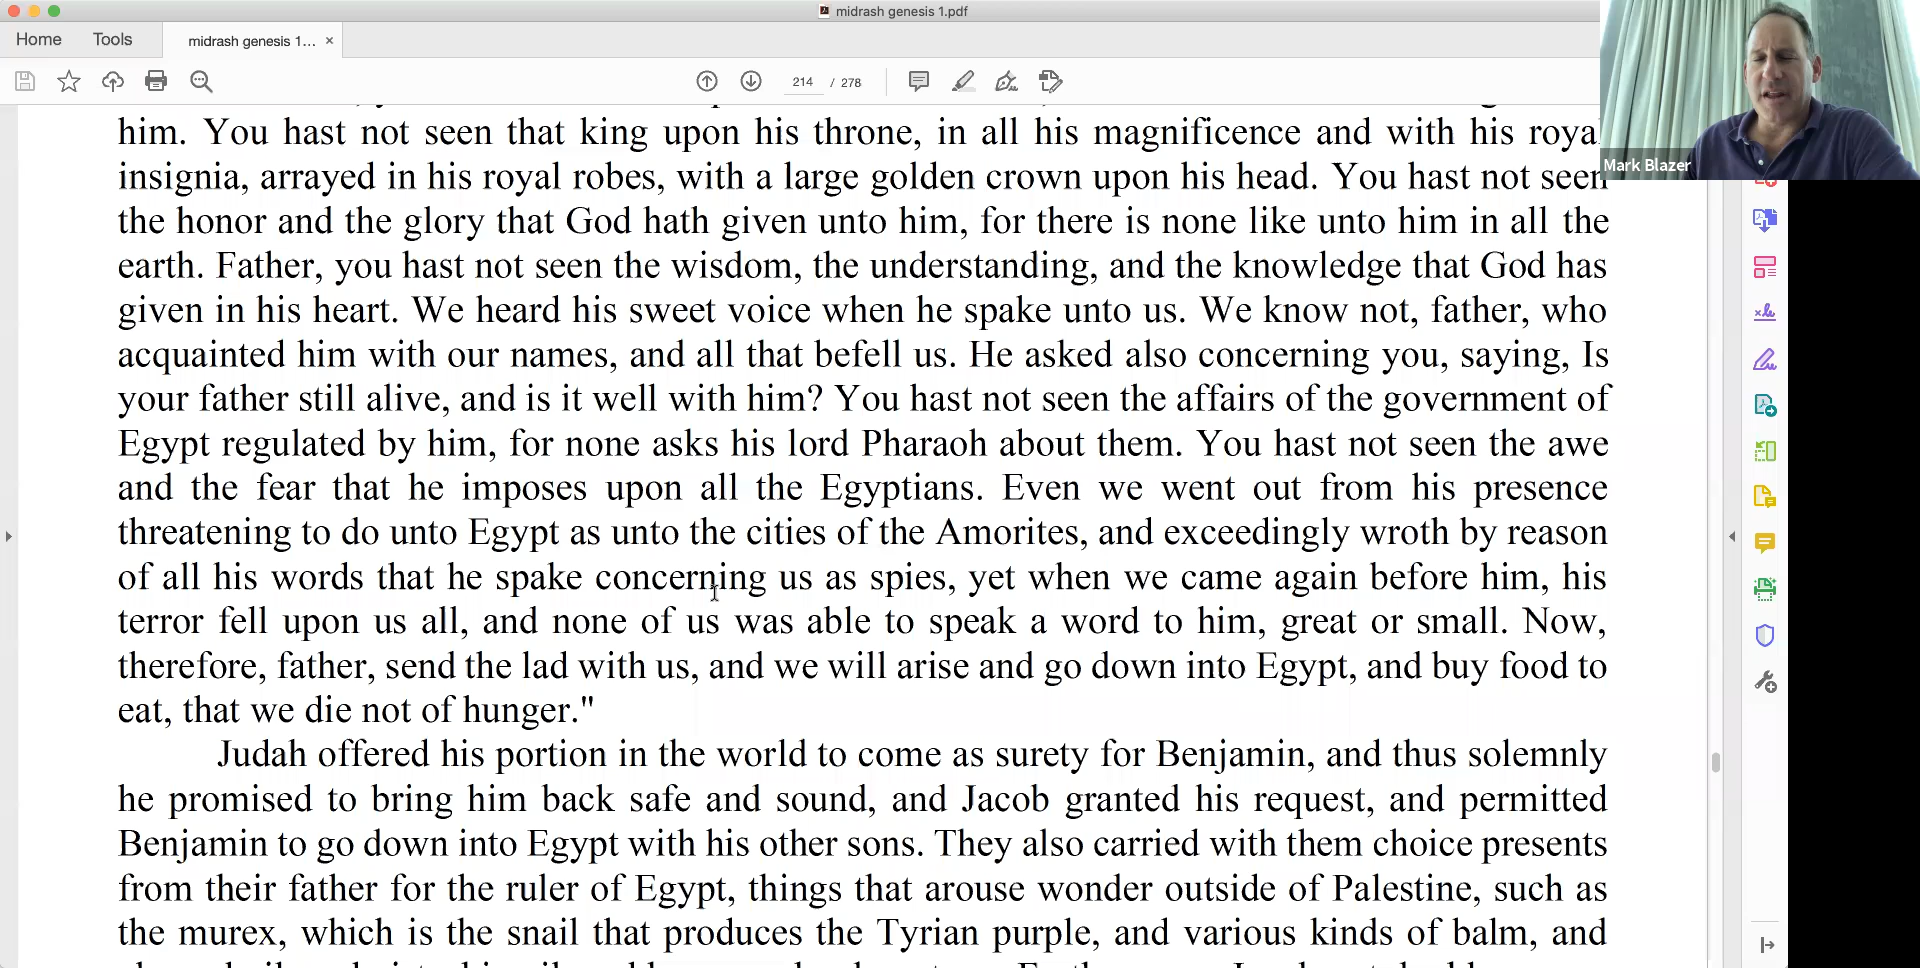 midrash genesis 1.pdf
Home Tools midrash genesis 1... ×
214 / 278
him. You hast not seen that king upon his throne, in all his magnificence and with his royal
insignia, arrayed in his royal robes, with a large golden crown upon his head. You hast not seen
the honor and the glory that God hath given unto him, for there is none like unto him in all the
earth. Father, you hast not seen the wisdom, the understanding, and the knowledge that God has
given in his heart. We heard his sweet voice when he spake unto us. We know not, father, who
acquainted him with our names, and all that befell us. He asked also concerning you, saying, Is
your father still alive, and is it well with him? You hast not seen the affairs of the government of
Egypt regulated by him, for none asks his lord Pharaoh about them. You hast not seen the awe
and the fear that he imposes upon all the Egyptians. Even we went out from his presence
threatening to do unto Egypt as unto the cities of the Amorites, and exceedingly wroth by reason
of all his words that he spake concerning us as spies, yet when we came again before him, his
terror fell upon us all, and none of us was able to speak a word to him, great or small. Now,
therefore, father, send the lad with us, and we will arise and go down into Egypt, and buy food to
eat, that we die not of hunger."
Judah offered his portion in the world to come as surety for Benjamin, and thus solemnly
he promised to bring him back safe and sound, and Jacob granted his request, and permitted
Benjamin to go down into Egypt with his other sons. They also carried with them choice presents
from their father for the ruler of Egypt, things that arouse wonder outside of Palestine, such as
the murex, which is the snail that produces the Tyrian purple, and various kinds of balm, and
Mark Blazer